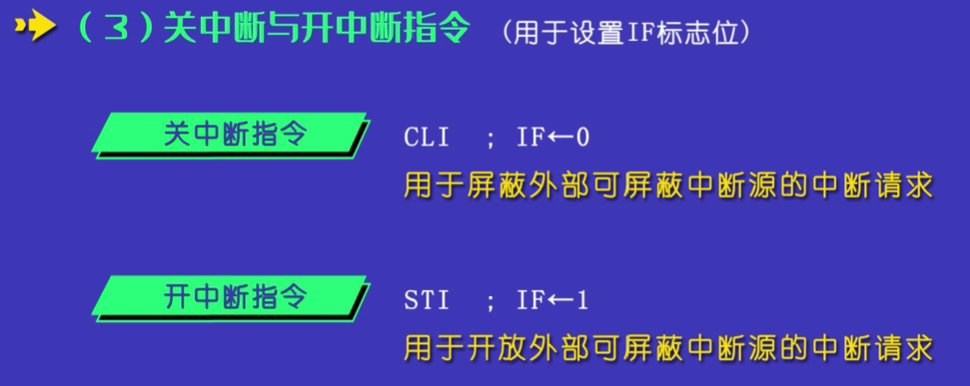 （3）关中断与开中断指令 （用于设置IF标志位）
关中断指令 CLI ；IF←0
用于屏蔽外部可屏蔽中断源的中断请求
开中断指令 STI ；IF←1
用于开放外部可屏蔽中断源的中断请求